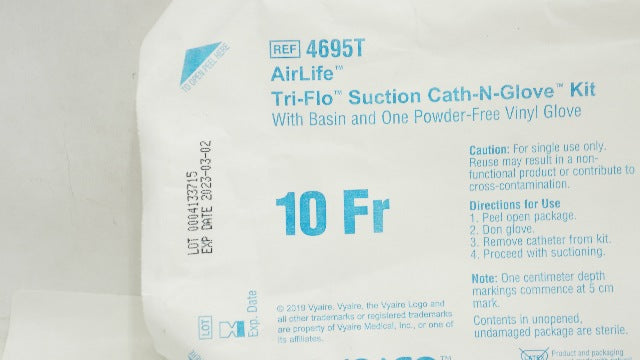 TO OPEN PEEL HERE
REF 4695T
AirLife™
Tri-Flo™ Suction Cath-N-Glove™ Kit
With Basin and One Powder-Free Vinyl Glove
LOT 0004133715
EXP DATE 2023-03-02
10 Fr
Caution: For single use only.
Reuse may result in a non-
functional product or contribute to
cross-contamination.
Directions for Use
1. Peel open package.
2. Don glove.
3. Remove catheter from kit.
4. Proceed with suctioning.
Note: One centimeter depth
markings commence at 5 cm
mark.
Contents in unopened,
undamaged package are sterile.
LOT
Exp. Date
© 2019 Vyaire. Vyaire, the Vyaire Logo and
all other trademarks or registered trademarks
are property of Vyaire Medical, Inc., or one of
its affiliates.
Product and packaging